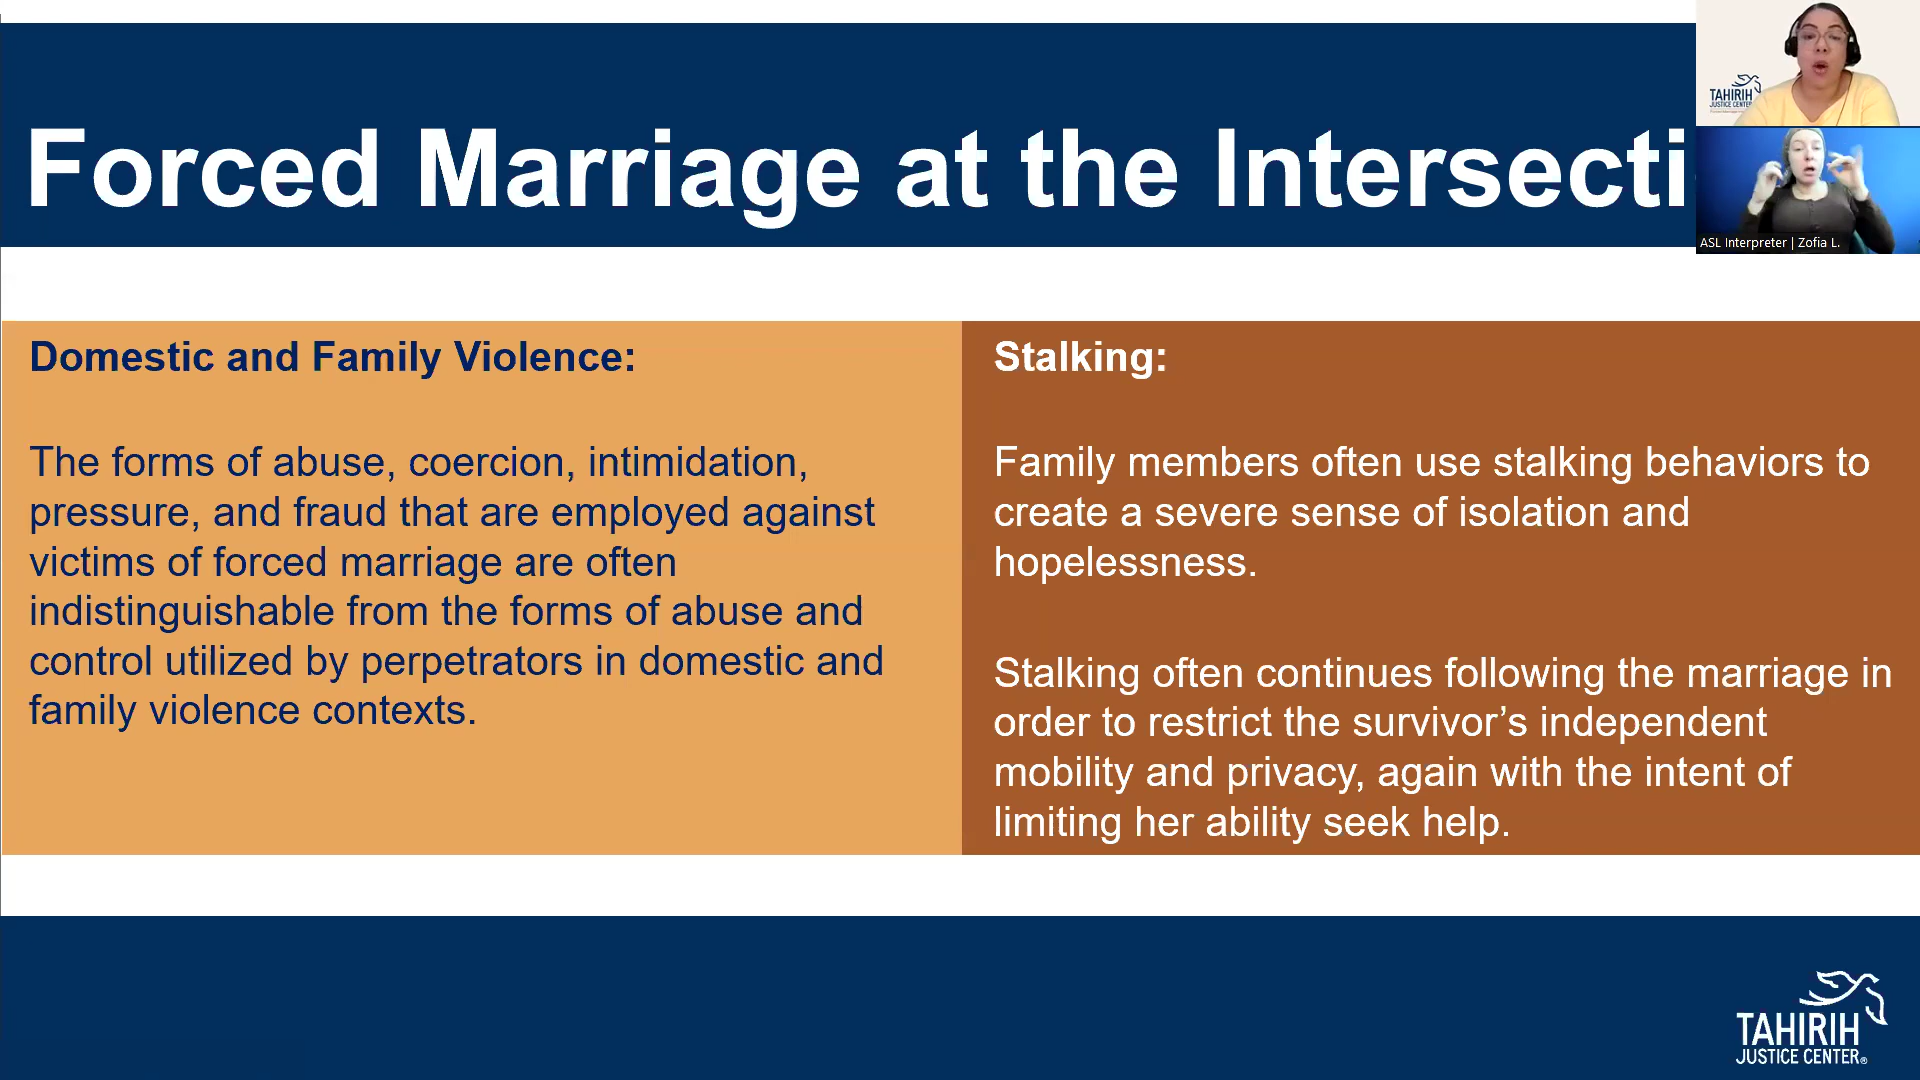 Forced Marriage at the Intersecti
TAHIRIH
JUSTICE CENTER
ASL Interpreter | Zofia L.
Domestic and Family Violence:
The forms of abuse, coercion, intimidation,
pressure, and fraud that are employed against
victims of forced marriage are often
indistinguishable from the forms of abuse and
control utilized by perpetrators in domestic and
family violence contexts.
Stalking:
Family members often use stalking behaviors to
create a severe sense of isolation and
hopelessness.
Stalking often continues following the marriage in
order to restrict the survivor’s independent
mobility and privacy, again with the intent of
limiting her ability seek help.
TAHIRIH
JUSTICE CENTER®